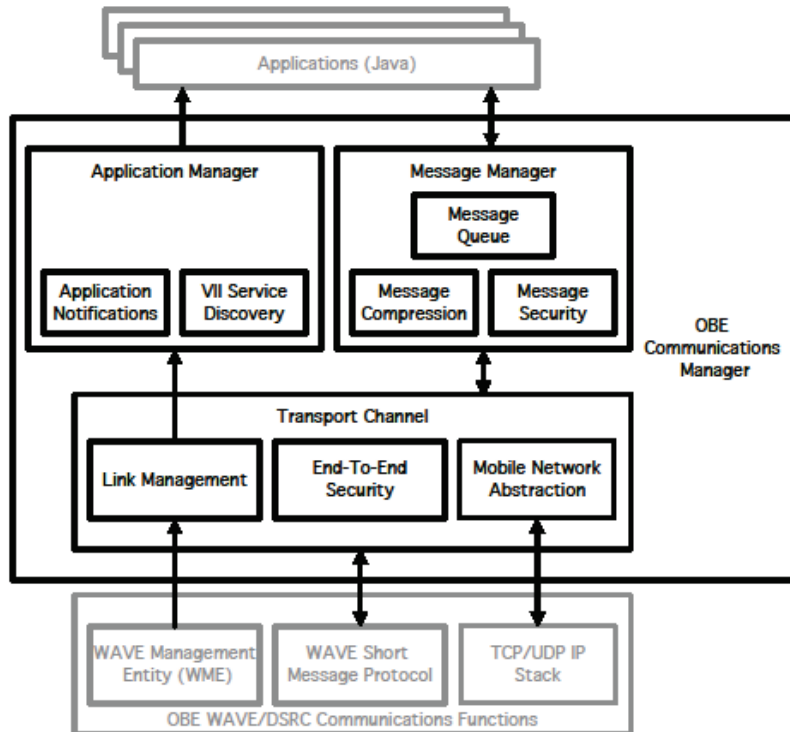 Applications (Java)
Application Manager
Message Manager
Message
Queue
Application
Notifications
VII Service
Discovery
Message
Compression
Message
Security
OBE
Communications
Manager
Transport Channel
Link Management
End-To-End
Security
Mobile Network
Abstraction
WAVE Management
Entity (WME)
WAVE Short
Message Protocol
TCP/UDP IP
Stack
OBE WAVE/DSRC Communications Functions